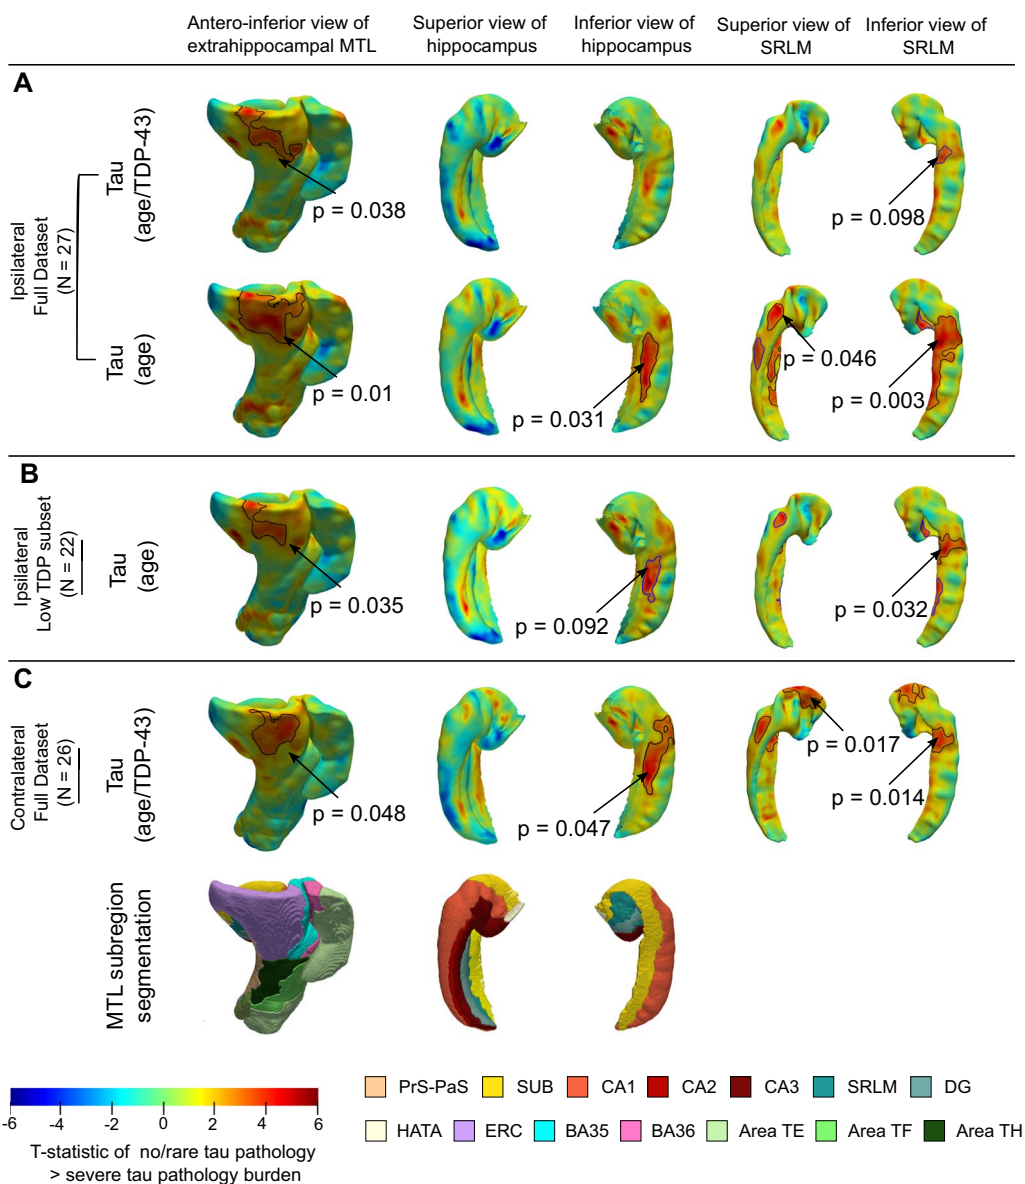 Antero-inferior view of
extrahippocampal MTL
Superior view of
hippocampus
Inferior view of
hippocampus
Superior view of
SRLM
Inferior view of
SRLM
A
Ipsilateral
Full Dataset
(N = 27)
Tau
(age/TDP-43)
p = 0.038
p = 0.098
Tau
(age)
p = 0.01
p = 0.031
p = 0.046
p = 0.003
B
Ipsilateral
Low TDP subset
(N = 22)
Tau
(age)
p = 0.035
p = 0.092
p = 0.032
C
Contralateral
Full Dataset
(N = 26)
Tau
(age/TDP-43)
p = 0.048
p = 0.047
p = 0.017
p = 0.014
MTL subregion
segmentation
-6 -4 -2 0 2 4 6
T-statistic of no/rare tau pathology
> severe tau pathology burden
PrS-PaS SUB CA1 CA2 CA3 SRLM DG
HATA ERC BA35 BA36 Area TE Area TF Area TH